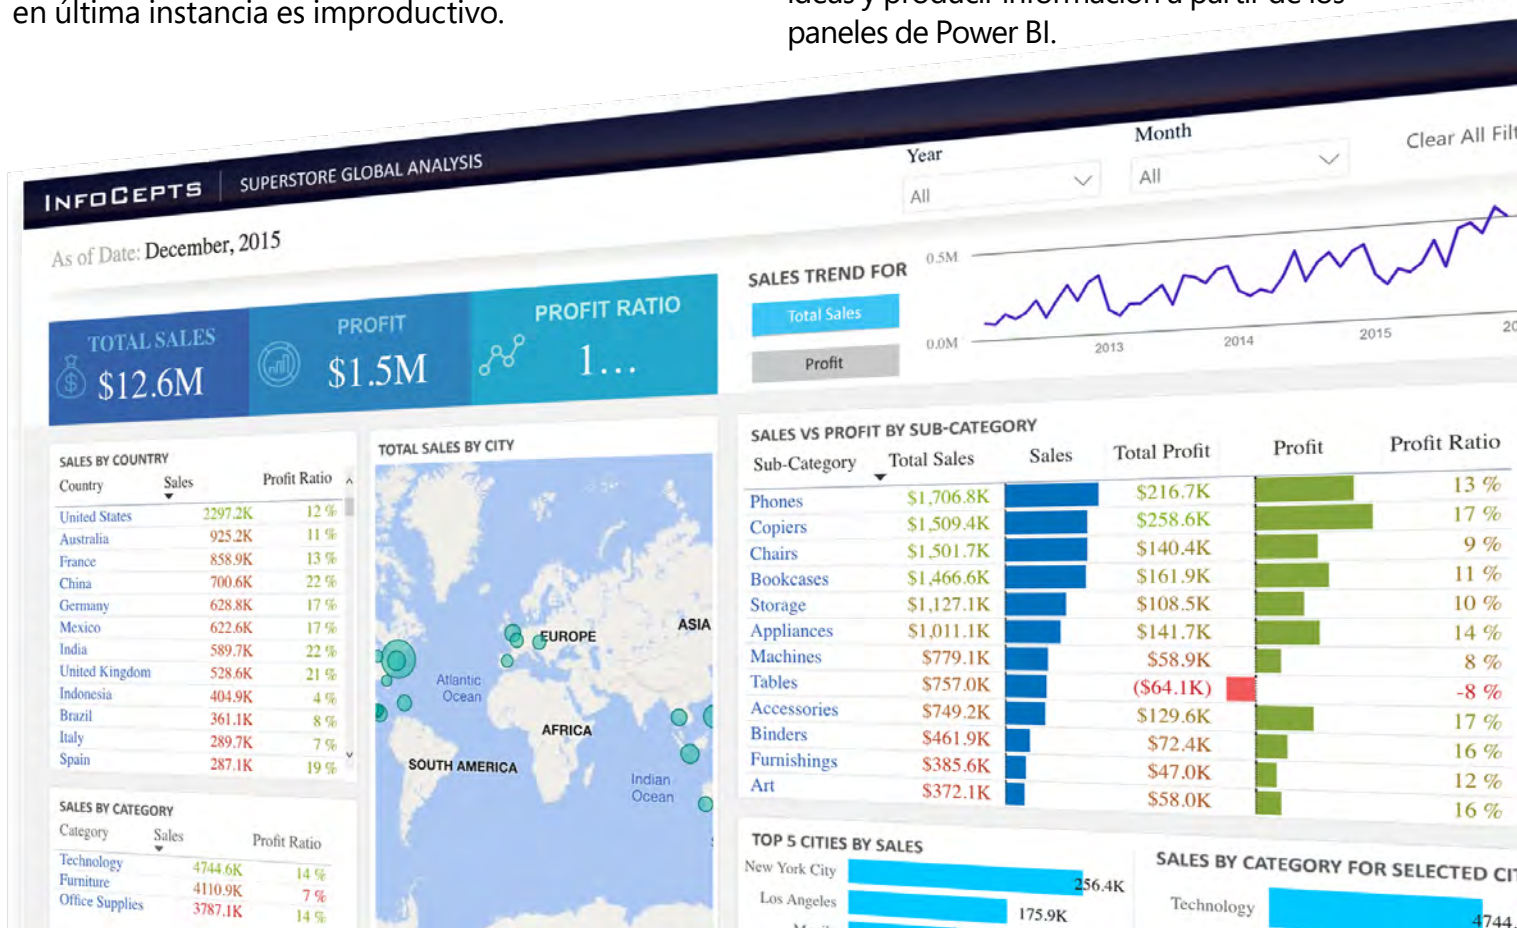 en última instancia es improductivo.
paneles de Power BI.
INFOCEPTS
SUPERSTORE GLOBAL ANALYSIS
As of Date: December, 2015
Year
All
Month
All
Clear All
TOTAL SALES
$12.6M
PROFIT
$1.5M
PROFIT RATIO
1...
SALES TREND FOR
Total Sales
Profit
0.5M
0.0M
2013
2014
2015
SALES BY COUNTRY
Country Sales Profit Ratio
United States 2297.2K 12 %
Australia 925.2K 11 %
France 858.9K 13 %
China 700.6K 22 %
Germany 628.8K 17 %
Mexico 622.6K 17 %
India 589.7K 22 %
United Kingdom 528.6K 21 %
Indonesia 404.9K 4 %
Brazil 361.1K 8 %
Italy 289.7K 7 %
Spain 287.1K 19 %
SALES BY CATEGORY
Category Sales Profit Ratio
Technology 4744.6K 14 %
Furniture 4110.9K 7 %
Office Supplies 3787.1K 14 %
TOTAL SALES BY CITY
EUROPE
ASIA
Atlantic
Ocean
AFRICA
SOUTH AMERICA
Indian
Ocean
SALES VS PROFIT BY SUB-CATEGORY
Sub-Category Total Sales Sales Total Profit Profit Profit Ratio
Phones $1,706.8K $216.7K 13 %
Copiers $1,509.4K $258.6K 17 %
Chairs $1,501.7K $140.4K 9 %
Bookcases $1,466.6K $161.9K 11 %
Storage $1,127.1K $108.5K 10 %
Appliances $1,011.1K $141.7K 14 %
Machines $779.1K $58.9K 8 %
Tables $757.0K ($64.1K) -8 %
Accessories $749.2K $129.6K 17 %
Binders $461.9K $72.4K 16 %
Furnishings $385.6K $47.0K 12 %
Art $372.1K $58.0K 16 %
TOP 5 CITIES BY SALES
New York City 256.4K
Los Angeles 175.9K
SALES BY CATEGORY FOR SELECTED
Technology 4744.